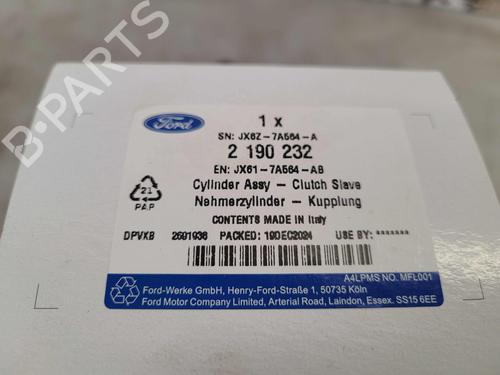 Ford
1 x
SN: JX6Z-7A564-A
2 190 232
EN: JX61-7A564-AB
Cylinder Assy - Clutch Slave
Nehmerzylinder - Kupplung
CONTENTS MADE IN Italy
21
PAP
DPVXB 2691936 PACKED: 19DEC2024 USE BY: *******
A4LPMS NO. MFL001
Ford-Werke GmbH, Henry-Ford-Straße 1, 50735 Köln
Ford Motor Company Limited, Arterial Road, Laindon, Essex. SS15 6EE